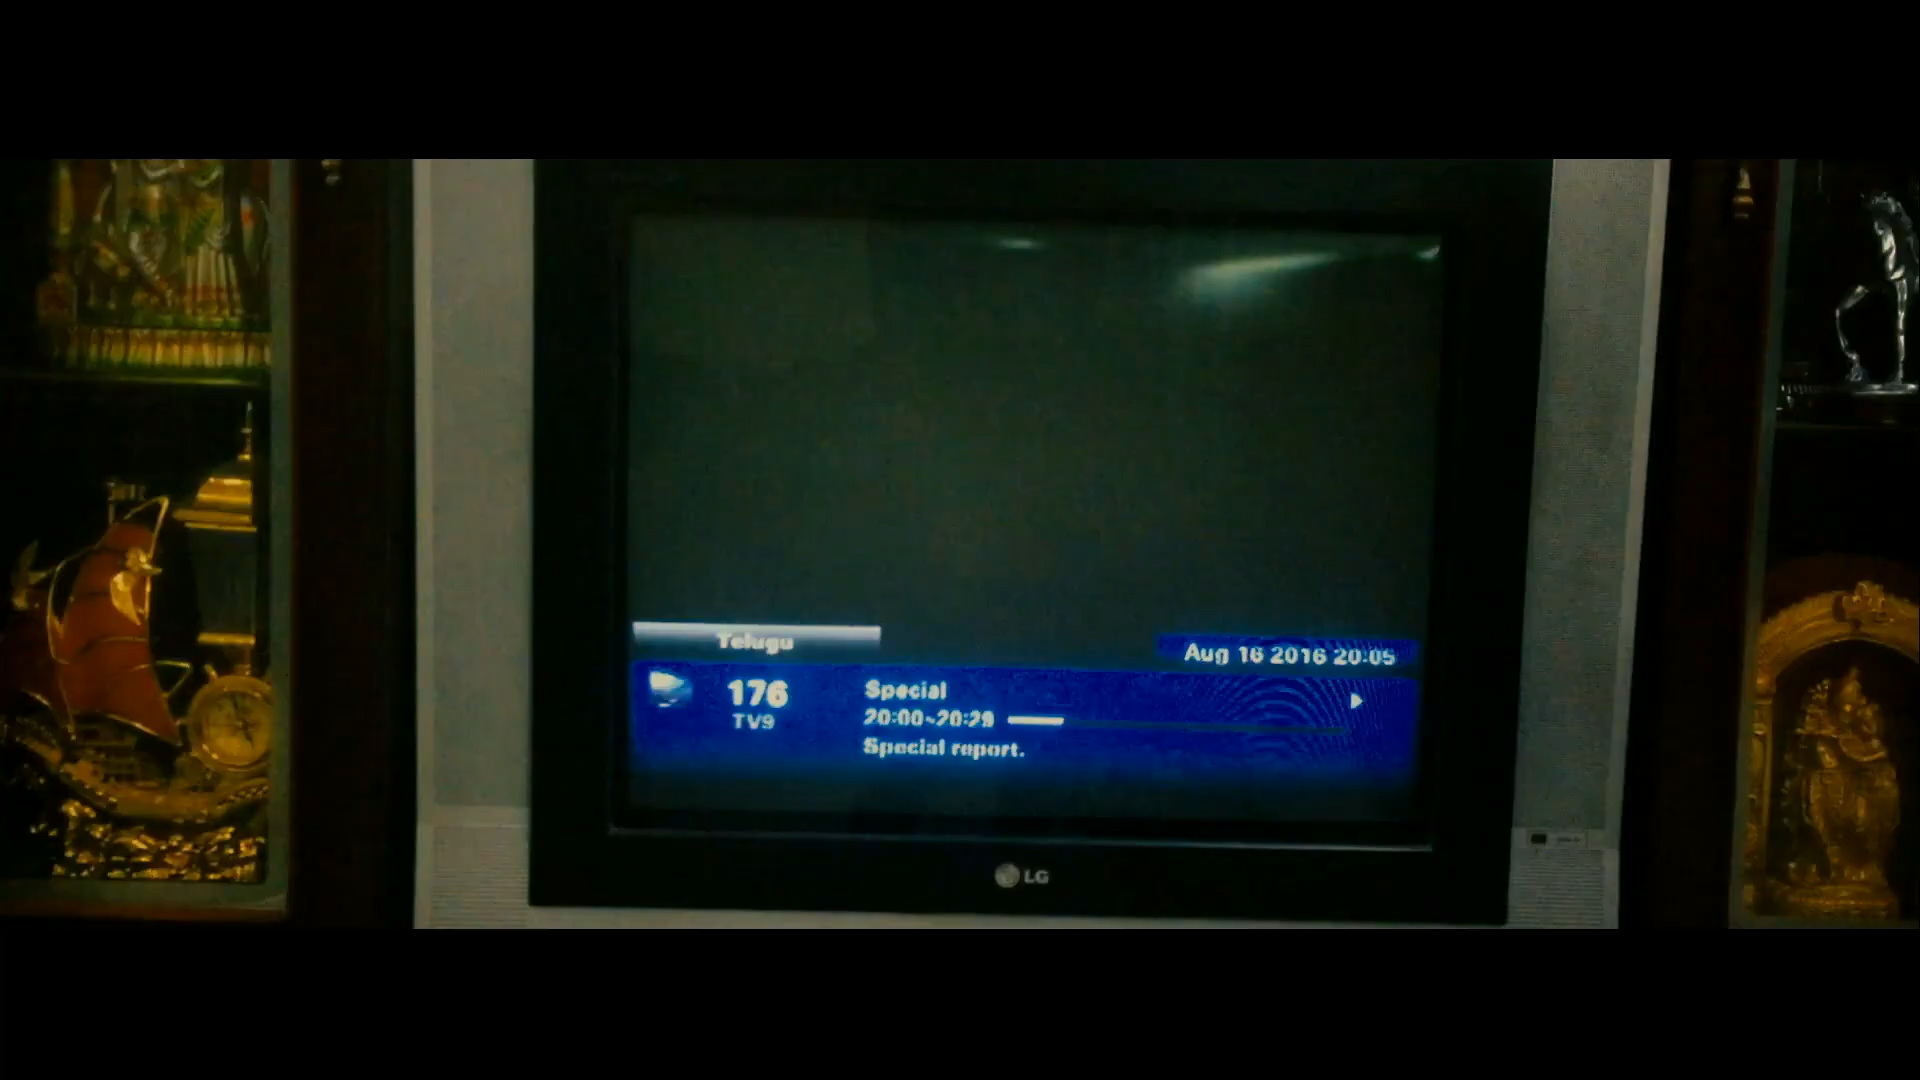 Telugu
Aug 16 2016 20:05
176
TV9
Special
20:00~20:29
Special report.
LG